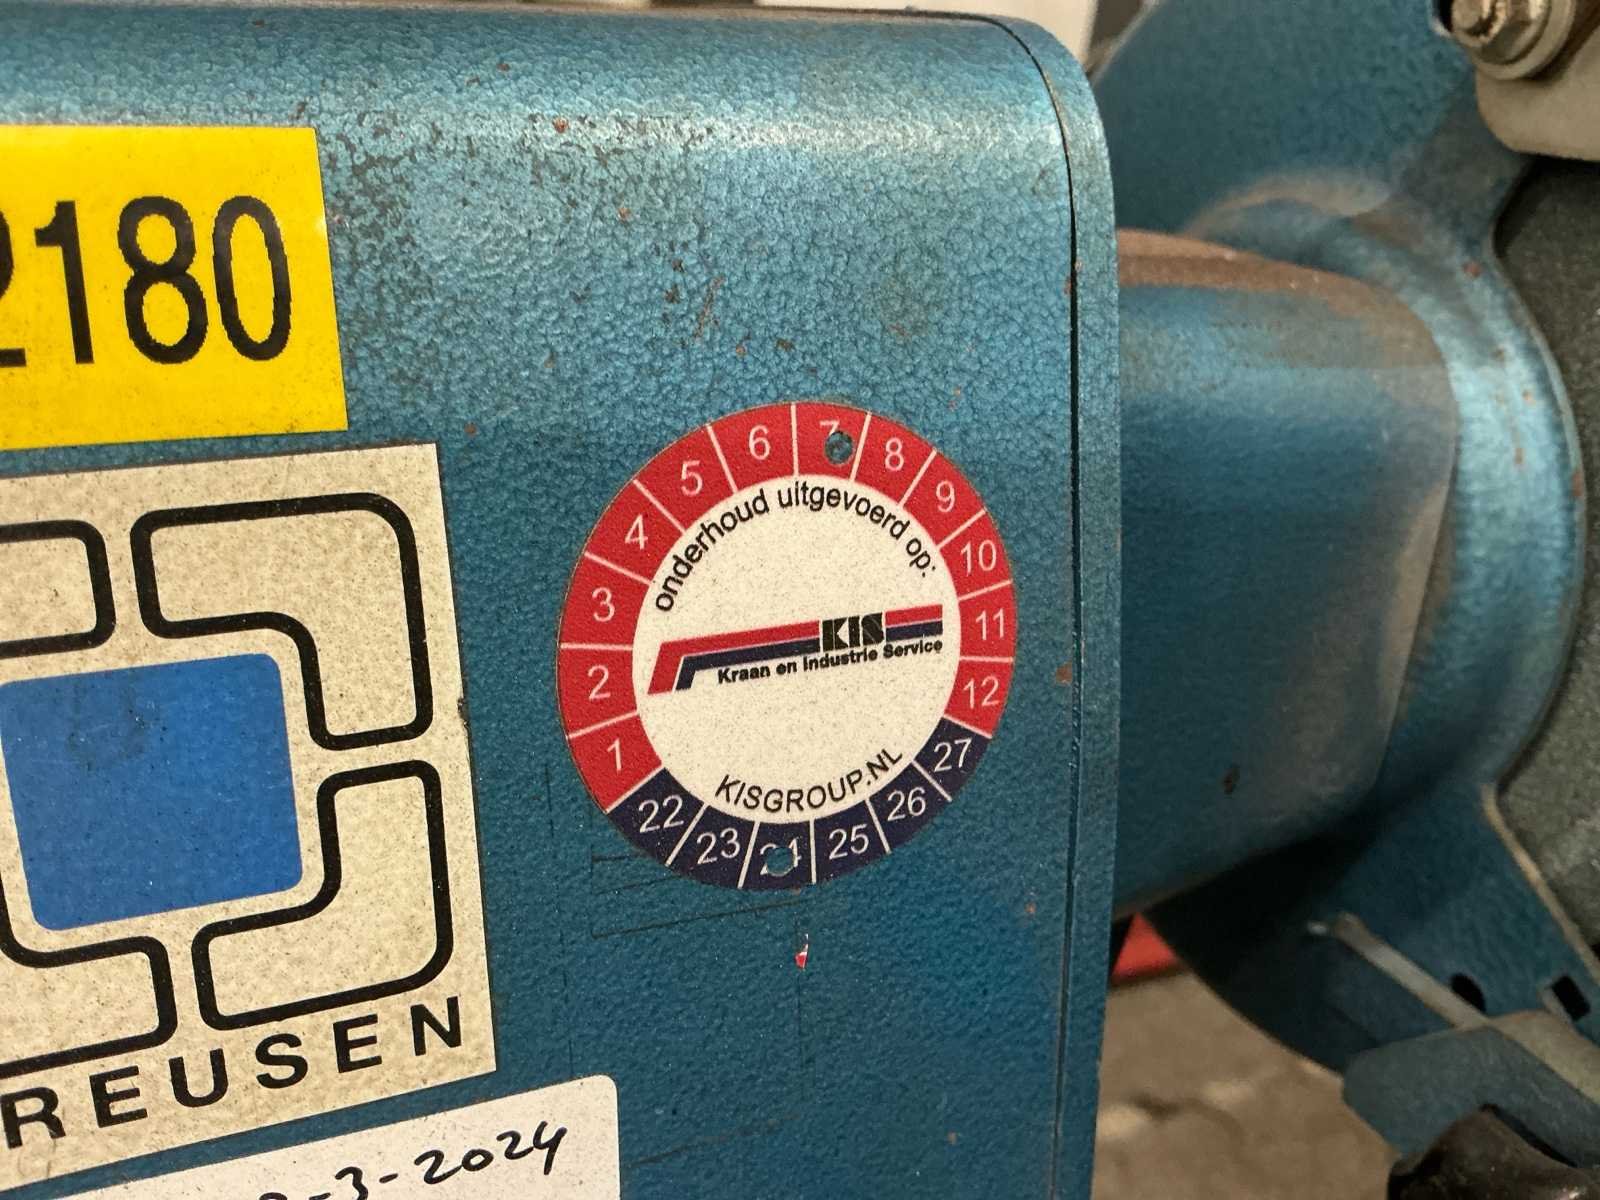 2180
REUSEN
-3-2024
1 2 3 4 5 6 7 8 9 10 11 12
onderhoud uitgevoerd op:
KIS
Kraan en Industrie Service
KISGROUP.NL
22 23 24 25 26 27